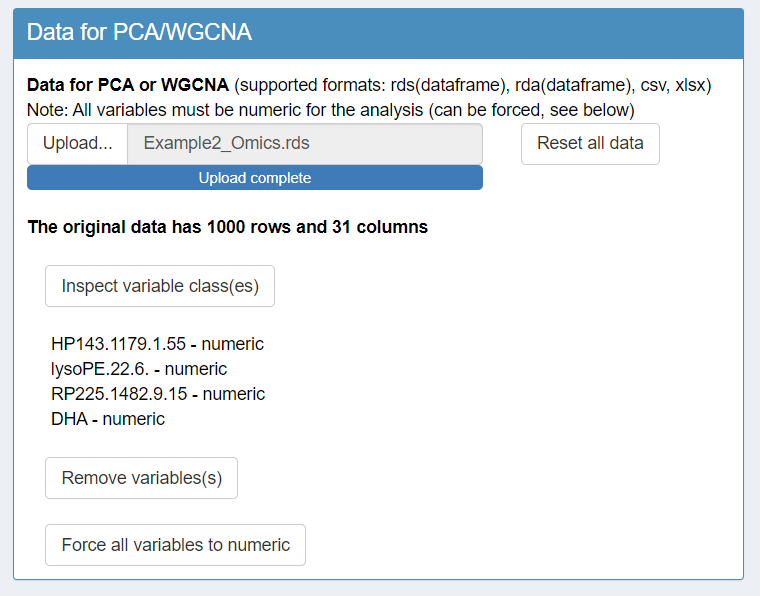 Data for PCA/WGCNA
Data for PCA or WGCNA (supported formats: rds(dataframe), rda(dataframe), csv, xlsx)
Note: All variables must be numeric for the analysis (can be forced, see below)
Upload... Example2_Omics.rds Reset all data
Upload complete
The original data has 1000 rows and 31 columns
Inspect variable class(es)
HP143.1179.1.55 - numeric
lysoPE.22.6. - numeric
RP225.1482.9.15 - numeric
DHA - numeric
Remove variables(s)
Force all variables to numeric